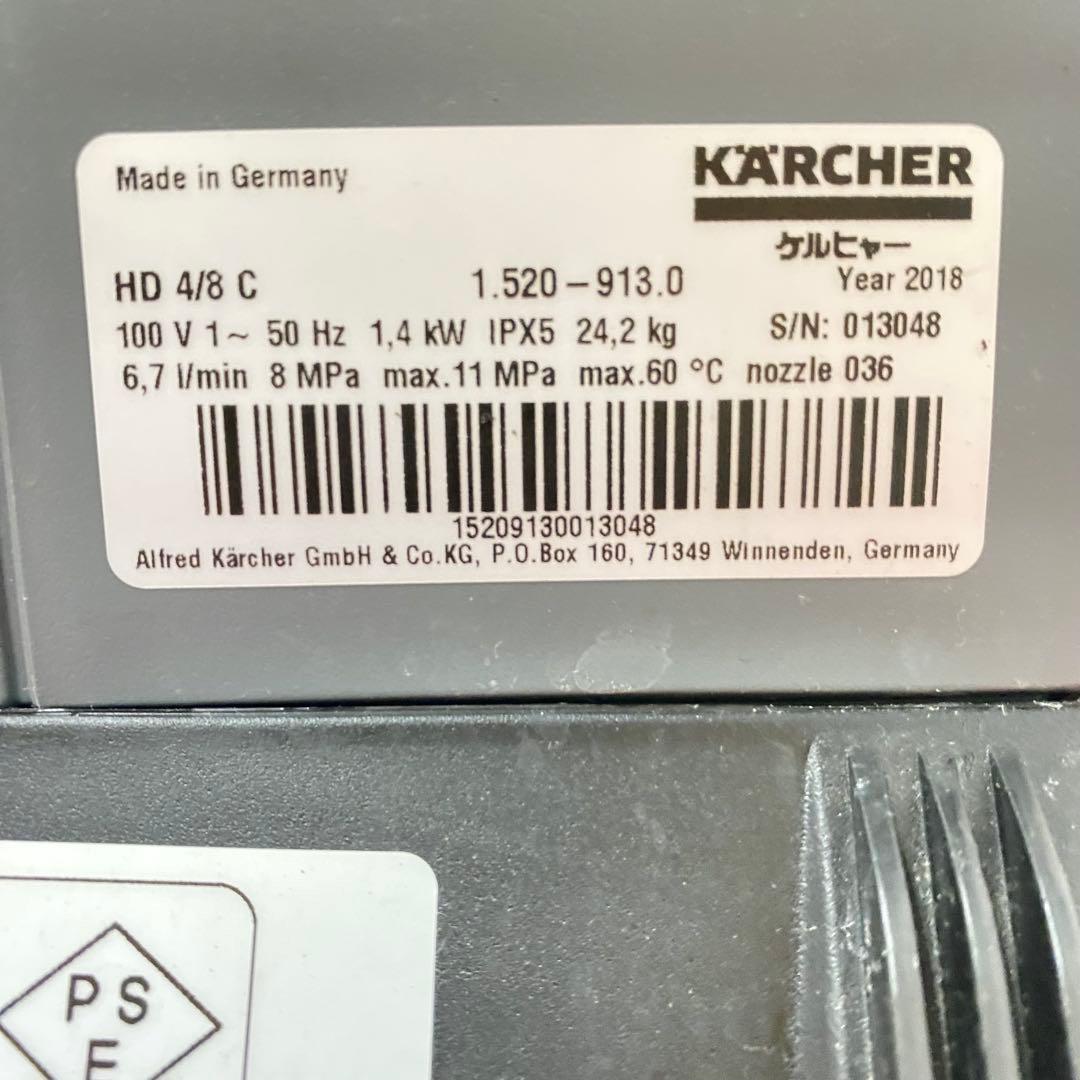 Made in Germany
KÄRCHER
ケルヒャー
HD 4/8 C 1.520-913.0 Year 2018
100 V 1~ 50 Hz 1,4 kW IPX5 24,2 kg S/N: 013048
6,7 l/min 8 MPa max.11 MPa max.60 °C nozzle 036
15209130013048
Alfred Kärcher GmbH & Co.KG, P.O.Box 160, 71349 Winnenden, Germany
P S
E